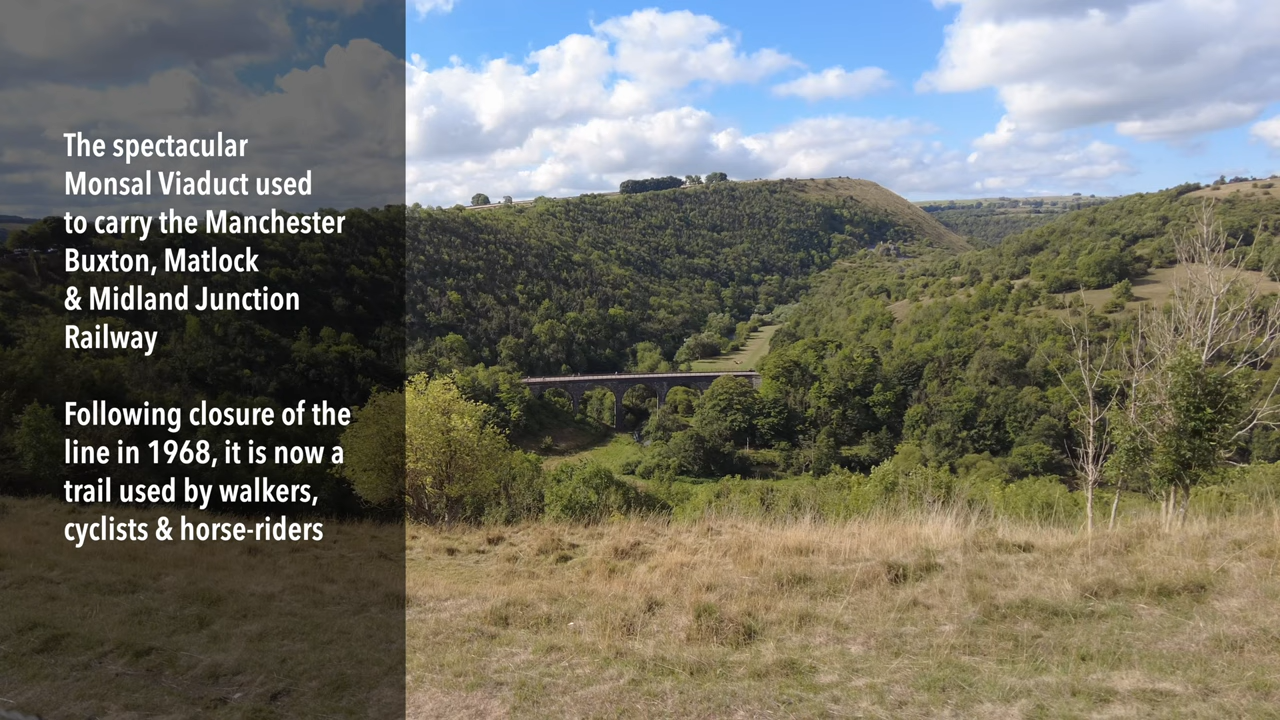 The spectacular
Monsal Viaduct used
to carry the Manchester
Buxton, Matlock
& Midland Junction
Railway
Following closure of the
line in 1968, it is now a
trail used by walkers,
cyclists & horse-riders